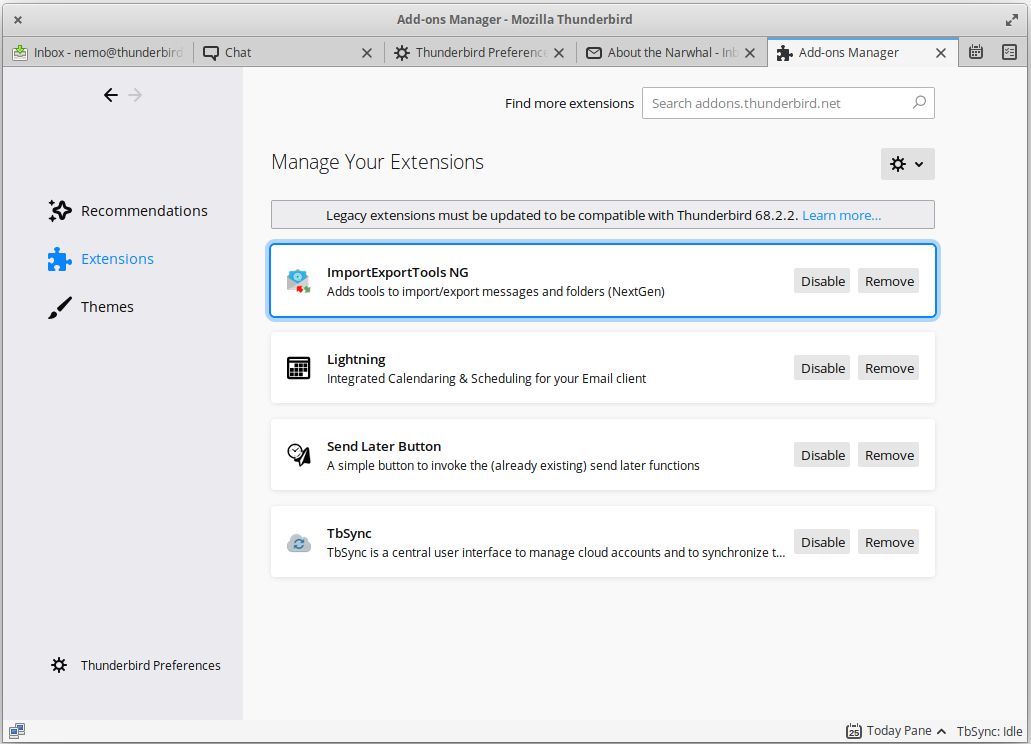 Add-ons Manager - Mozilla Thunderbird
Inbox - nemo@thunderbird
Chat
Thunderbird Preference
About the Narwhal - Inb
Add-ons Manager
Find more extensions
Search addons.thunderbird.net
Manage Your Extensions
Recommendations
Extensions
Themes
Legacy extensions must be updated to be compatible with Thunderbird 68.2.2. Learn more...
ImportExportTools NG
Adds tools to import/export messages and folders (NextGen)
Disable
Remove
Lightning
Integrated Calendaring & Scheduling for your Email client
Disable
Remove
Send Later Button
A simple button to invoke the (already existing) send later functions
Disable
Remove
TbSync
TbSync is a central user interface to manage cloud accounts and to synchronize t...
Disable
Remove
Thunderbird Preferences
25
Today Pane
TbSync: Idle